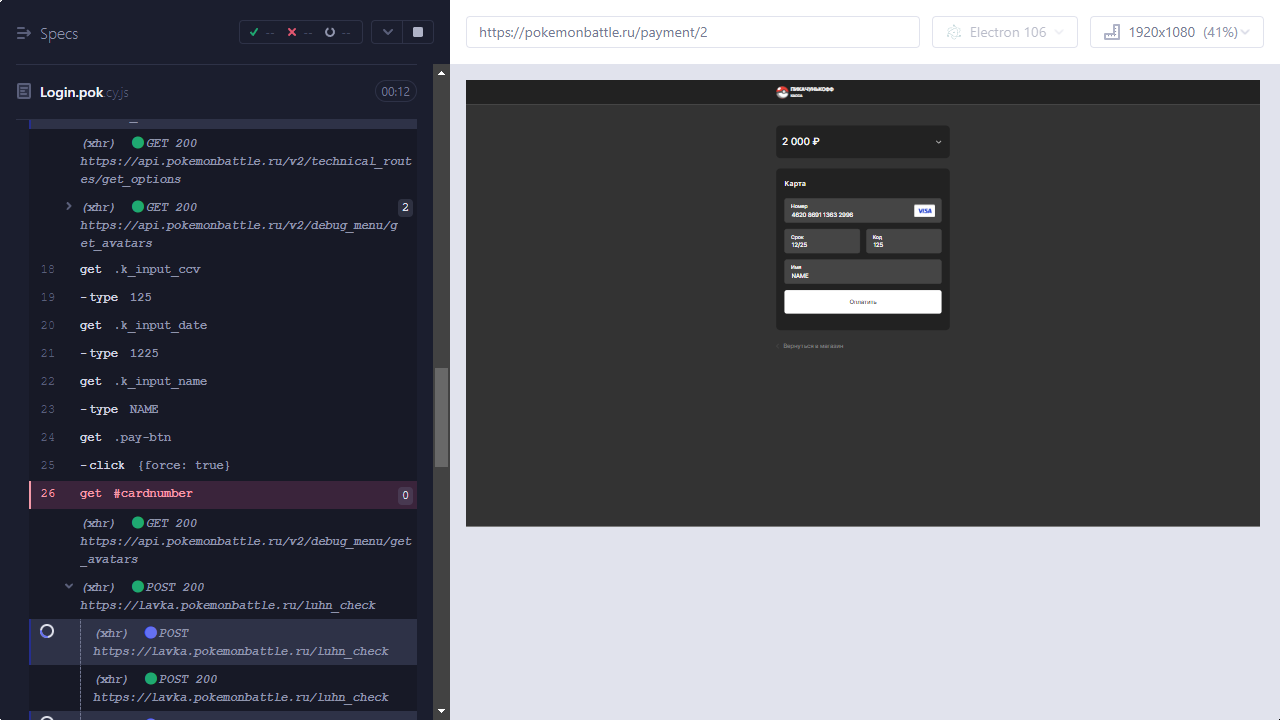 Specs
--
--
--
Login.pok.cy.js
00:12
(xhr) GET 200
https://api.pokemonbattle.ru/v2/technical_rout
es/get_options
(xhr) GET 200
2
https://api.pokemonbattle.ru/v2/debug_menu/g
et_avatars
18 get .k_input_ccv
19 -type 125
20 get .k_input_date
21 -type 1225
22 get .k_input_name
23 -type NAME
24 get .pay-btn
25 -click {force: true}
26 get #cardnumber
0
(xhr) GET 200
https://api.pokemonbattle.ru/v2/debug_menu/get
_avatars
(xhr) POST 200
https://lavka.pokemonbattle.ru/luhn_check
(xhr) POST
https://lavka.pokemonbattle.ru/luhn_check
(xhr) POST 200
https://lavka.pokemonbattle.ru/luhn_check
https://pokemonbattle.ru/payment/2
Electron 106
1920x1080 (41%)
ПИКАЧУНЬКОФФ
КАССА
2 000 ₽
Карта
Номер
4620 8691 1363 2996
VISA
Срок
12/25
Код
125
Имя
NAME
Оплатить
Вернуться в магазин